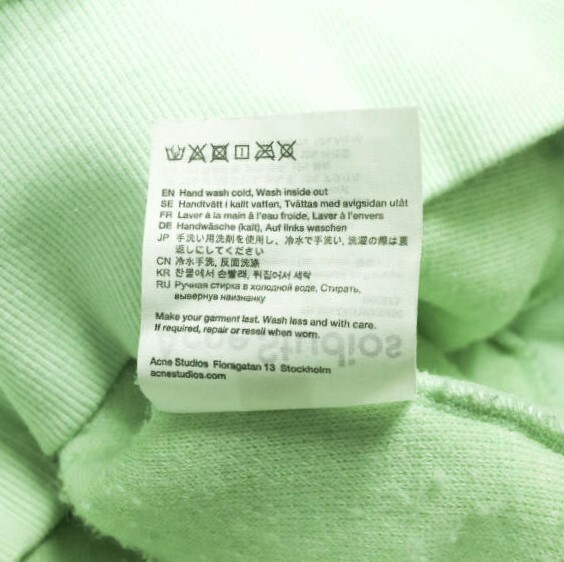 EN Hand wash cold, Wash inside out
SE Handtvätt i kallt vatten, Tvättas med avigsidan utåt
FR Laver à la main à l'eau froide, Laver à l'envers
DE Handwäsche (kalt), Auf links waschen
JP 手洗い用洗剤を使用し、冷水で手洗い, 洗濯の際は裏
返しにしてください
CN 冷水手洗, 反面洗涤
KR 찬물에서 손빨래, 뒤집어서 세탁
RU Ручная стирка в холодной воде, Стирать,
вывернув наизнанку
Make your garment last. Wash less and with care.
If required, repair or resell when worn.
Acne Studios Floragatan 13 Stockholm
acnestudios.com
Acne Studios